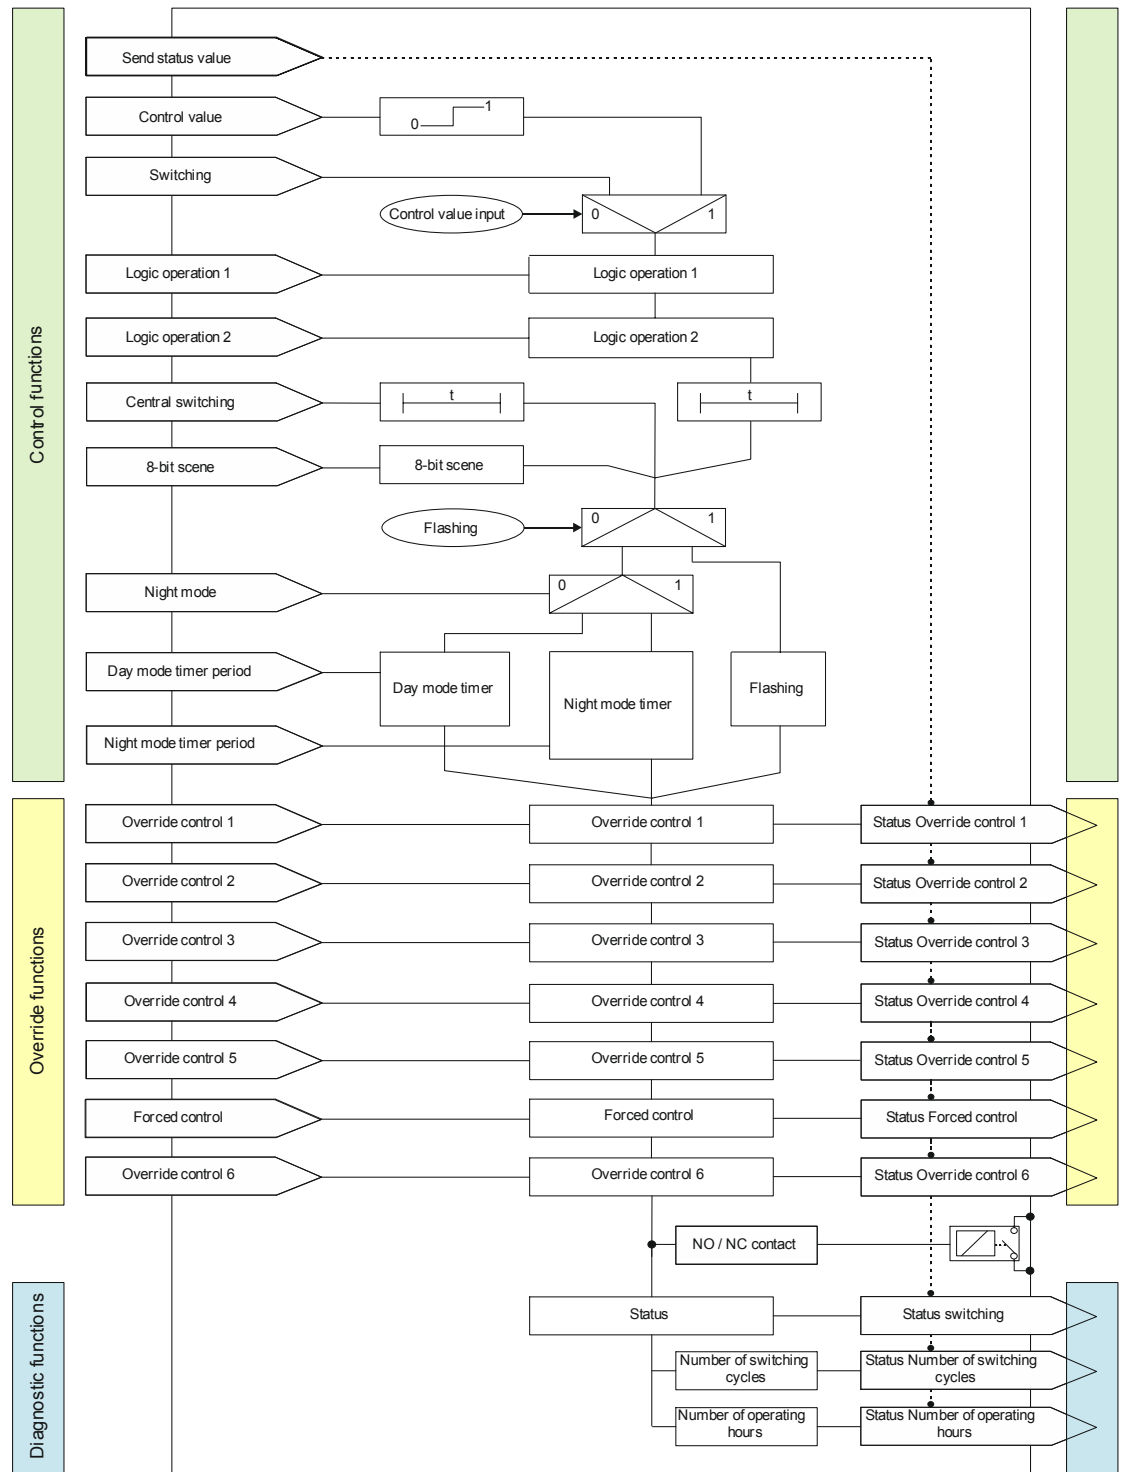 Control functions
Send status value
Control value
0
1
Switching
Control value input
0
1
Logic operation 1
Logic operation 1
Logic operation 2
Logic operation 2
Central switching
t
t
8-bit scene
8-bit scene
Flashing
0
1
Night mode
0
1
Day mode timer period
Day mode timer
Night mode timer
Flashing
Night mode timer period
Override functions
Override control 1
Override control 1
Status Override control 1
Override control 2
Override control 2
Status Override control 2
Override control 3
Override control 3
Status Override control 3
Override control 4
Override control 4
Status Override control 4
Override control 5
Override control 5
Status Override control 5
Forced control
Forced control
Status Forced control
Override control 6
Override control 6
Status Override control 6
NO / NC contact
Diagnostic functions
Status
Status switching
Number of switching
cycles
Status Number of switching
cycles
Number of operating
hours
Status Number of operating
hours